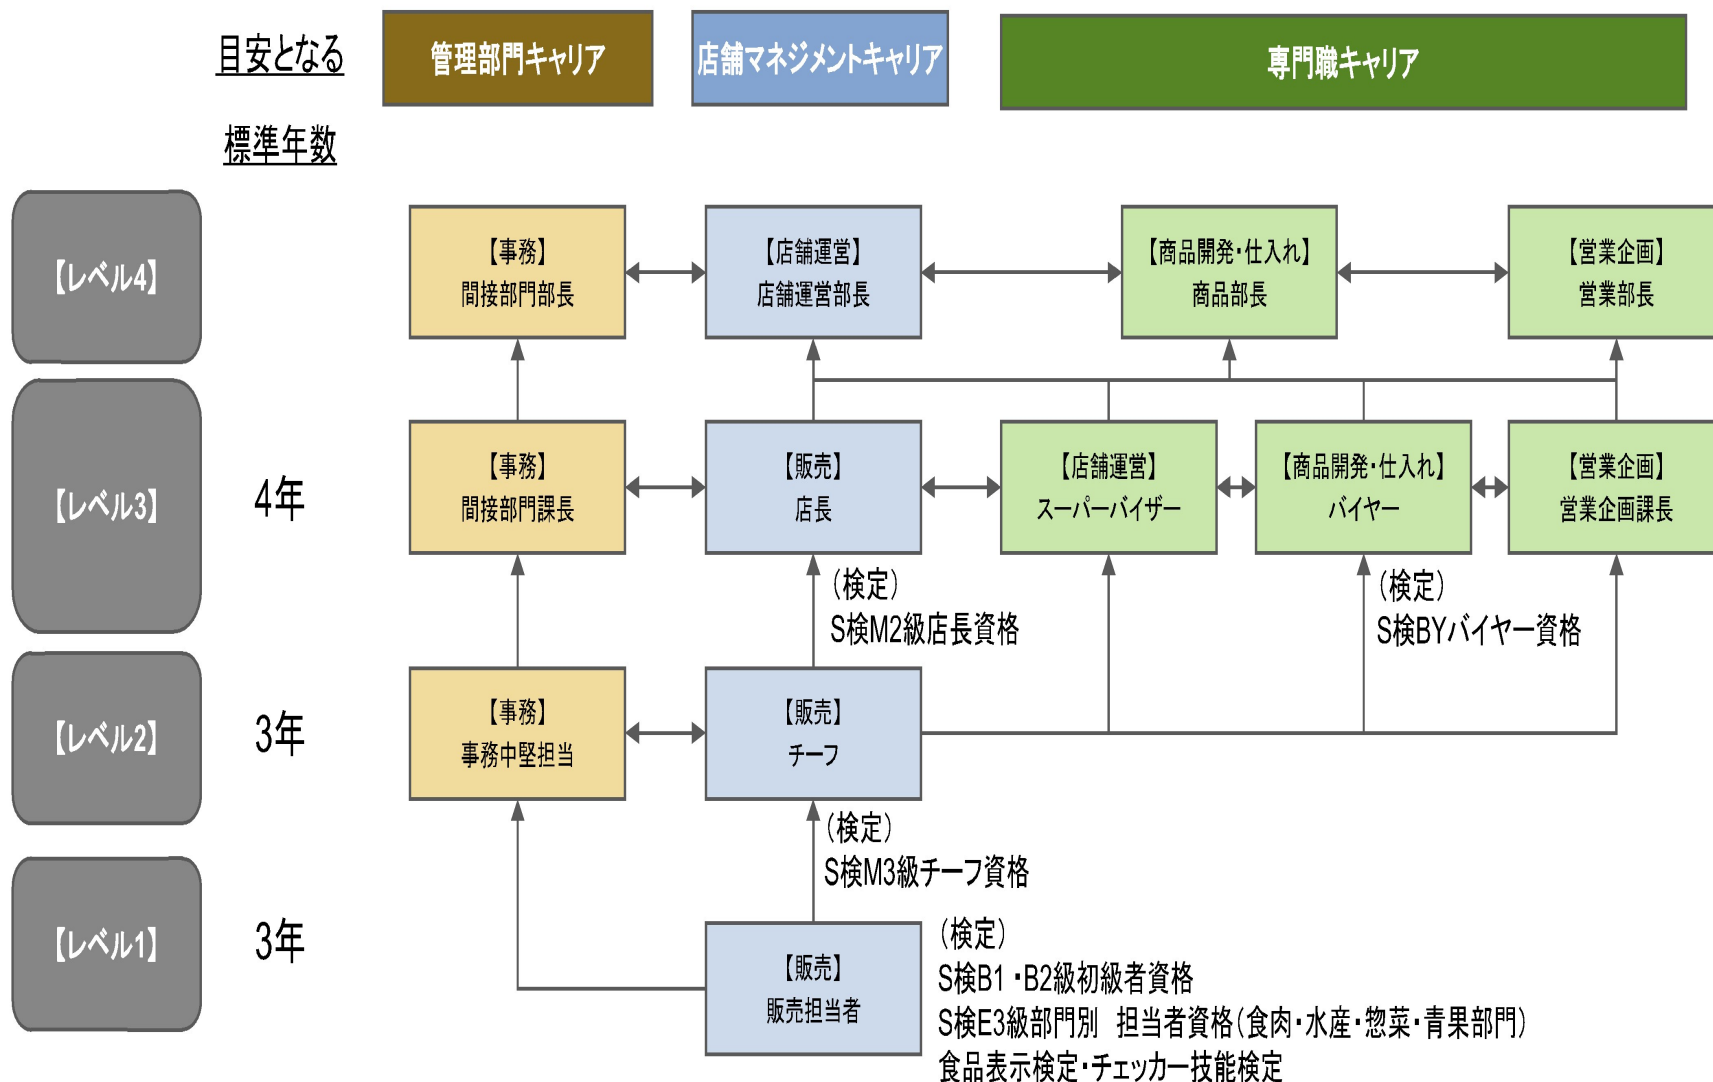 目安となる
標準年数
管理部門キャリア
店舗マネジメントキャリア
専門職キャリア
【レベル4】
【事務】
間接部門部長
【店舗運営】
店舗運営部長
【商品開発・仕入れ】
商品部長
【営業企画】
営業部長
【レベル3】
4年
【事務】
間接部門課長
【販売】
店長
【店舗運営】
スーパーバイザー
【商品開発・仕入れ】
バイヤー
【営業企画】
営業企画課長
(検定)
S検M2級店長資格
(検定)
S検BYバイヤー資格
【レベル2】
3年
【事務】
事務中堅担当
【販売】
チーフ
(検定)
S検M3級チーフ資格
【レベル1】
3年
【販売】
販売担当者
(検定)
S検B1・B2級初級者資格
S検E3級部門別 担当者資格(食肉・水産・惣菜・青果部門)
食品表示検定・チェッカー技能検定